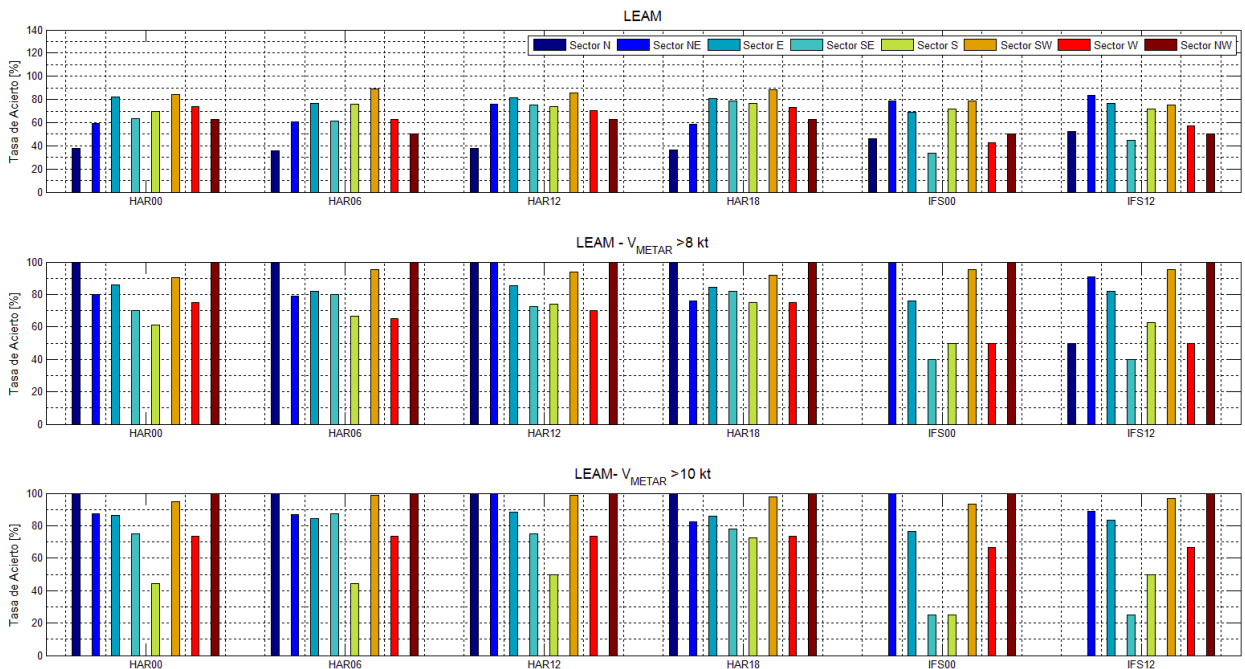 LEAM
Sector N Sector NE Sector E Sector SE Sector S Sector SW Sector W Sector NW
Tasa de Acierto [%]
140
120
100
80
60
40
20
0
HAR00 HAR06 HAR12 HAR18 IFS00 IFS12
LEAM - V_METAR >8 kt
Tasa de Acierto [%]
100
80
60
40
20
0
HAR00 HAR06 HAR12 HAR18 IFS00 IFS12
LEAM- V_METAR >10 kt
Tasa de Acierto [%]
100
80
60
40
20
0
HAR00 HAR06 HAR12 HAR18 IFS00 IFS12